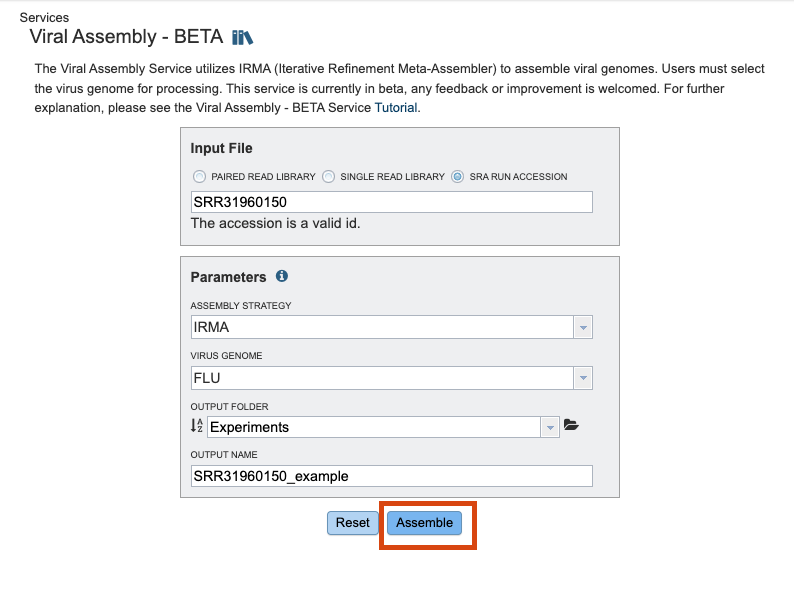 Services
Viral Assembly - BETA
The Viral Assembly Service utilizes IRMA (Iterative Refinement Meta-Assembler) to assemble viral genomes. Users must select
the virus genome for processing. This service is currently in beta, any feedback or improvement is welcomed. For further
explanation, please see the Viral Assembly - BETA Service Tutorial.
Input File
PAIRED READ LIBRARY SINGLE READ LIBRARY SRA RUN ACCESSION
SRR31960150
The accession is a valid id.
Parameters
ASSEMBLY STRATEGY
IRMA
VIRUS GENOME
FLU
OUTPUT FOLDER
Experiments
OUTPUT NAME
SRR31960150_example
Reset Assemble